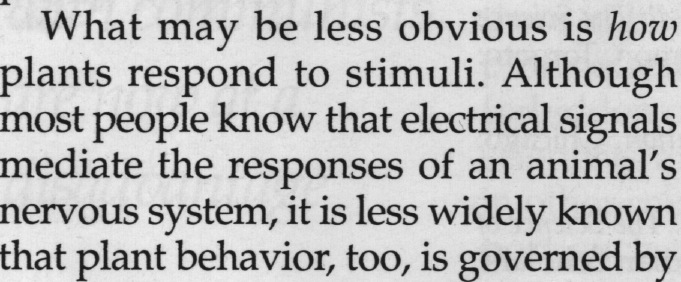 What may be less obvious is how
plants respond to stimuli. Although
most people know that electrical signals
mediate the responses of an animal's
nervous system, it is less widely known
that plant behavior, too, is governed by